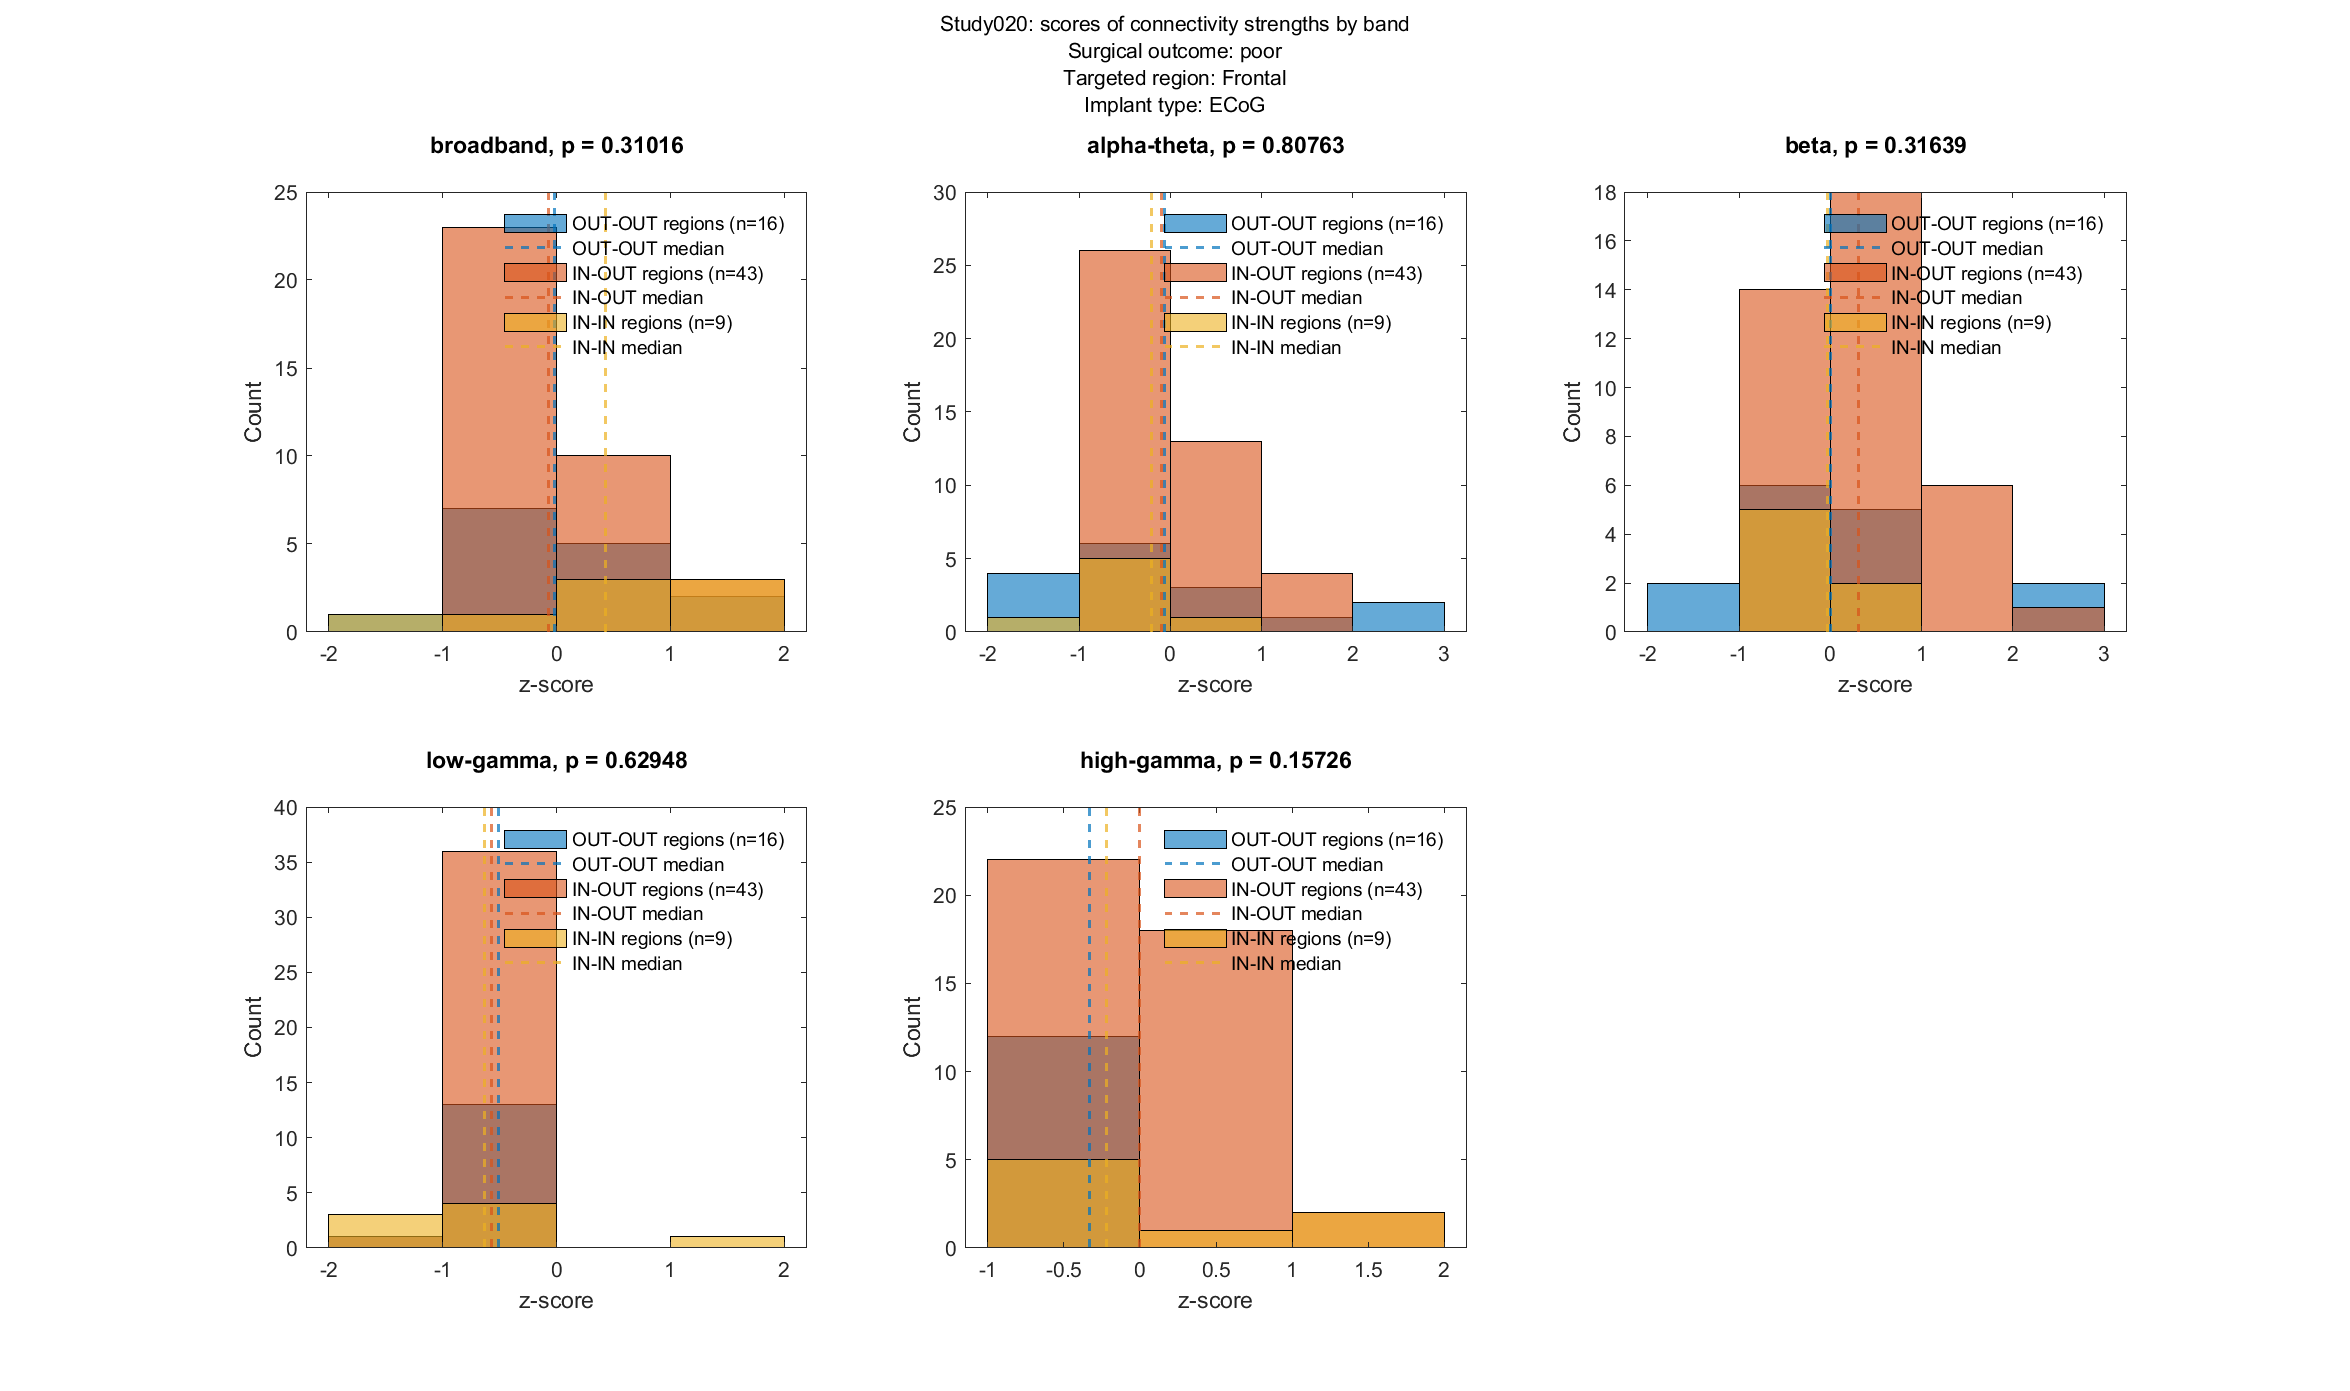 Study020: scores of connectivity strengths by band
Surgical outcome: poor
Targeted region: Frontal
Implant type: ECoG
broadband, p = 0.31016
25
20
15
10
5
0
Count
-2 -1 0 1 2
z-score
OUT-OUT regions (n=16)
OUT-OUT median
IN-OUT regions (n=43)
IN-OUT median
IN-IN regions (n=9)
IN-IN median
alpha-theta, p = 0.80763
30
25
20
15
10
5
0
Count
-2 -1 0 1 2 3
z-score
OUT-OUT regions (n=16)
OUT-OUT median
IN-OUT regions (n=43)
IN-OUT median
IN-IN regions (n=9)
IN-IN median
beta, p = 0.31639
18
16
14
12
10
8
6
4
2
0
Count
-2 -1 0 1 2 3
z-score
OUT-OUT regions (n=16)
OUT-OUT median
IN-OUT regions (n=43)
IN-OUT median
IN-IN regions (n=9)
IN-IN median
low-gamma, p = 0.62948
40
35
30
25
20
15
10
5
0
Count
-2 -1 0 1 2
z-score
OUT-OUT regions (n=16)
OUT-OUT median
IN-OUT regions (n=43)
IN-OUT median
IN-IN regions (n=9)
IN-IN median
high-gamma, p = 0.15726
25
20
15
10
5
0
Count
-1 -0.5 0 0.5 1 1.5 2
z-score
OUT-OUT regions (n=16)
OUT-OUT median
IN-OUT regions (n=43)
IN-OUT median
IN-IN regions (n=9)
IN-IN median